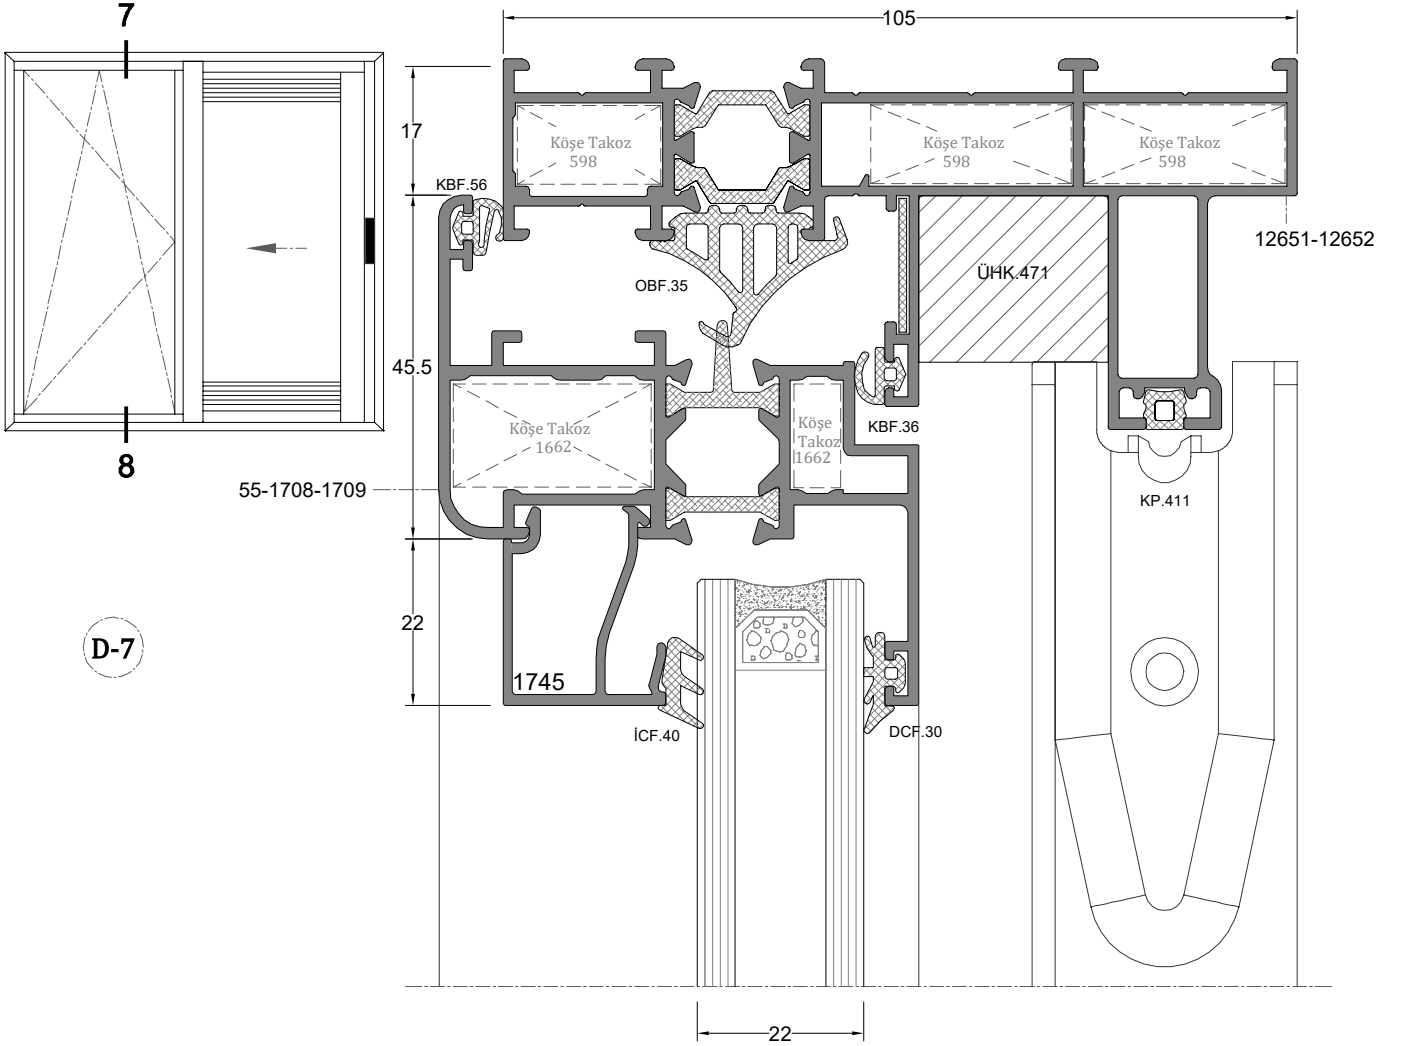 7
105
17
Köşe Takoz
598
Köşe Takoz
598
Köşe Takoz
598
KBF.56
12651-12652
ÜHK.471
OBF.35
45.5
KBF.36
Köşe Takoz
1662
Köşe
Takoz
1662
8
55-1708-1709
KP.411
22
D-7
1745
İCF.40
DCF.30
22